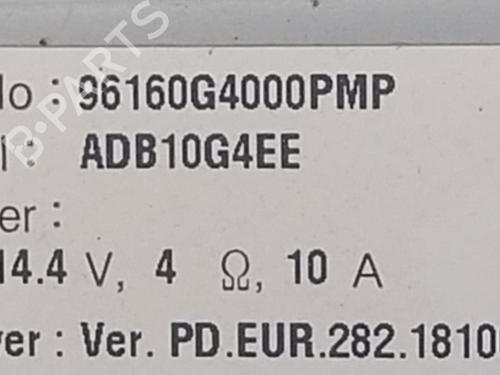 lo : 96160G4000PMP
l : ADB10G4EE
er :
14.4 V, 4 Ω, 10 A
ver : Ver. PD.EUR.282.1810
B-PARTS